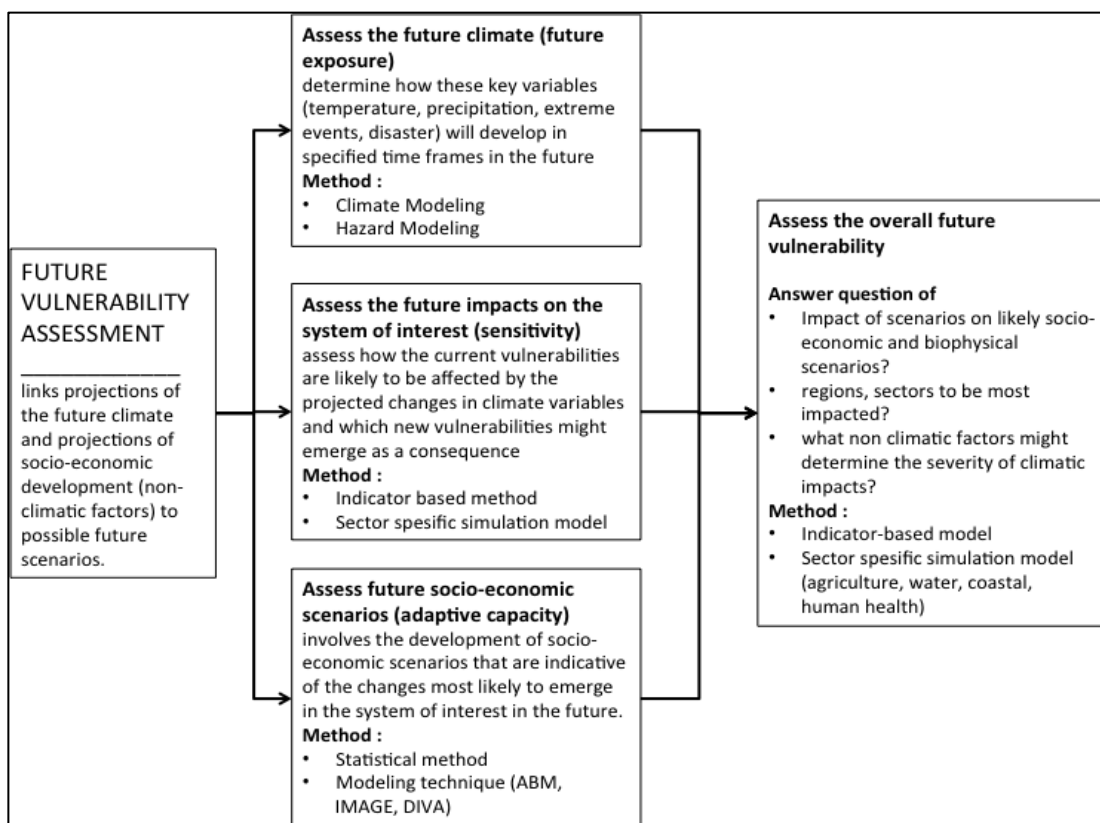 FUTURE
VULNERABILITY
ASSESSMENT
links projections of
the future climate
and projections of
socio-economic
development (non-
climatic factors) to
possible future
scenarios.
Assess the future climate (future
exposure)
determine how these key variables
(temperature, precipitation, extreme
events, disaster) will develop in
specified time frames in the future
Method :
• Climate Modeling
• Hazard Modeling
Assess the future impacts on the
system of interest (sensitivity)
assess how the current vulnerabilities
are likely to be affected by the
projected changes in climate variables
and which new vulnerabilities might
emerge as a consequence
Method :
• Indicator based method
• Sector spesific simulation model
Assess future socio-economic
scenarios (adaptive capacity)
involves the development of socio-
economic scenarios that are indicative
of the changes most likely to emerge
in the system of interest in the future.
Method :
• Statistical method
• Modeling technique (ABM,
IMAGE, DIVA)
Assess the overall future
vulnerability
Answer question of
• Impact of scenarios on likely socio-
economic and biophysical
scenarios?
• regions, sectors to be most
impacted?
• what non climatic factors might
determine the severity of climatic
impacts?
Method :
• Indicator-based model
• Sector spesific simulation model
(agriculture, water, coastal,
human health)